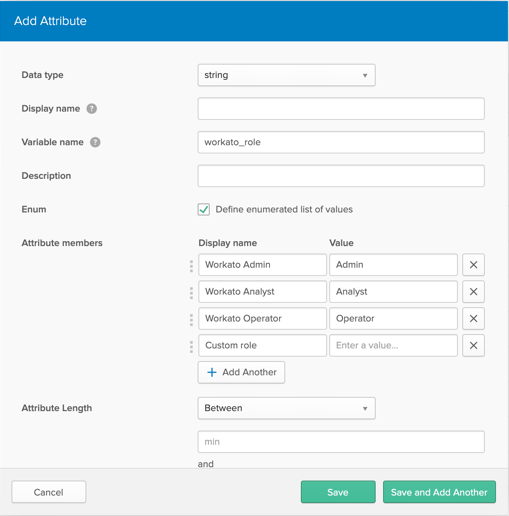 Add Attribute
Data type string
Display name ?
Variable name ? workato_role
Description
Enum Define enumerated list of values
Attribute members Display name Value
Workato Admin Admin
Workato Analyst Analyst
Workato Operator Operator
Custom role Enter a value...
+ Add Another
Attribute Length Between
min
and
Cancel Save Save and Add Another